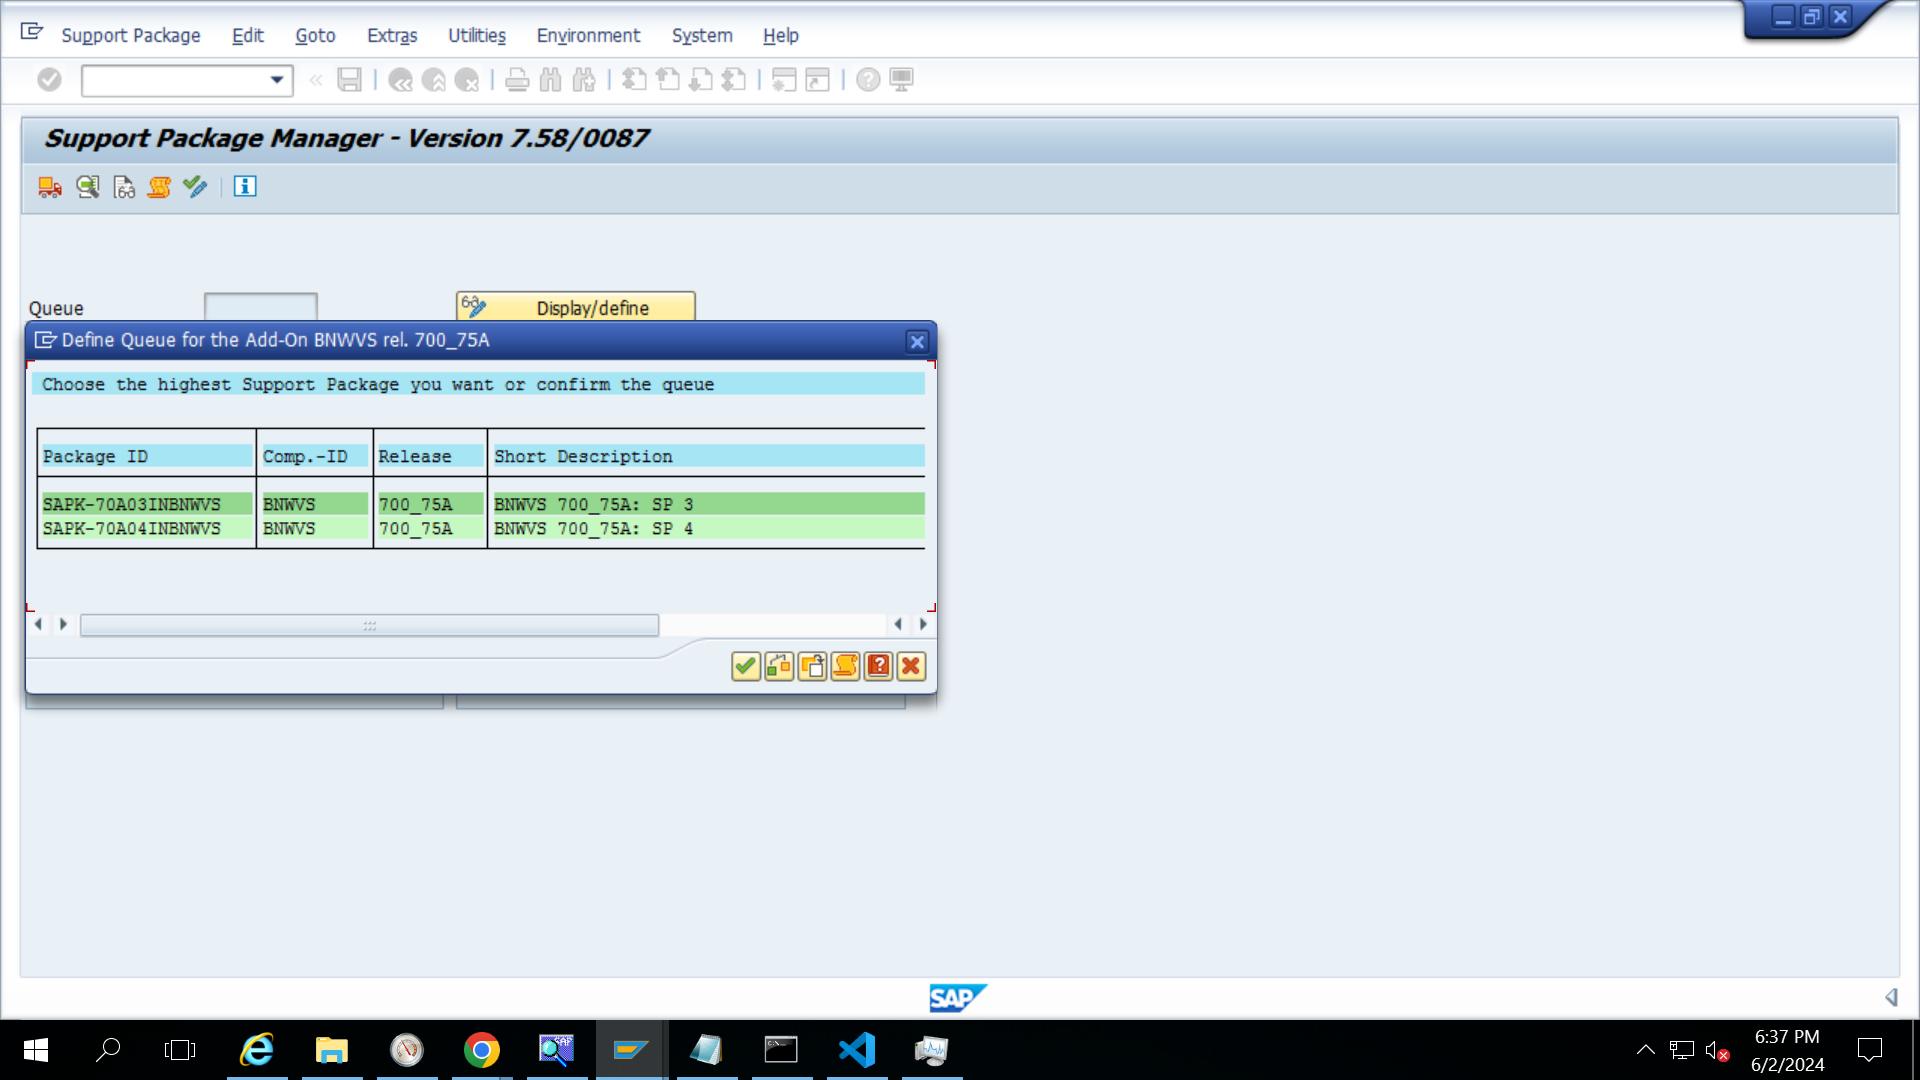 Support Package Edit Goto Extras Utilities Environment System Help
Support Package Manager - Version 7.58/0087
Queue
Display/define
Define Queue for the Add-On BNWVS rel. 700_75A
Choose the highest Support Package you want or confirm the queue
Package ID Comp.-ID Release Short Description
SAPK-70A03INBNWVS BNWVS 700_75A BNWVS 700_75A: SP 3
SAPK-70A04INBNWVS BNWVS 700_75A BNWVS 700_75A: SP 4
SAP
SAP
6:37 PM
6/2/2024